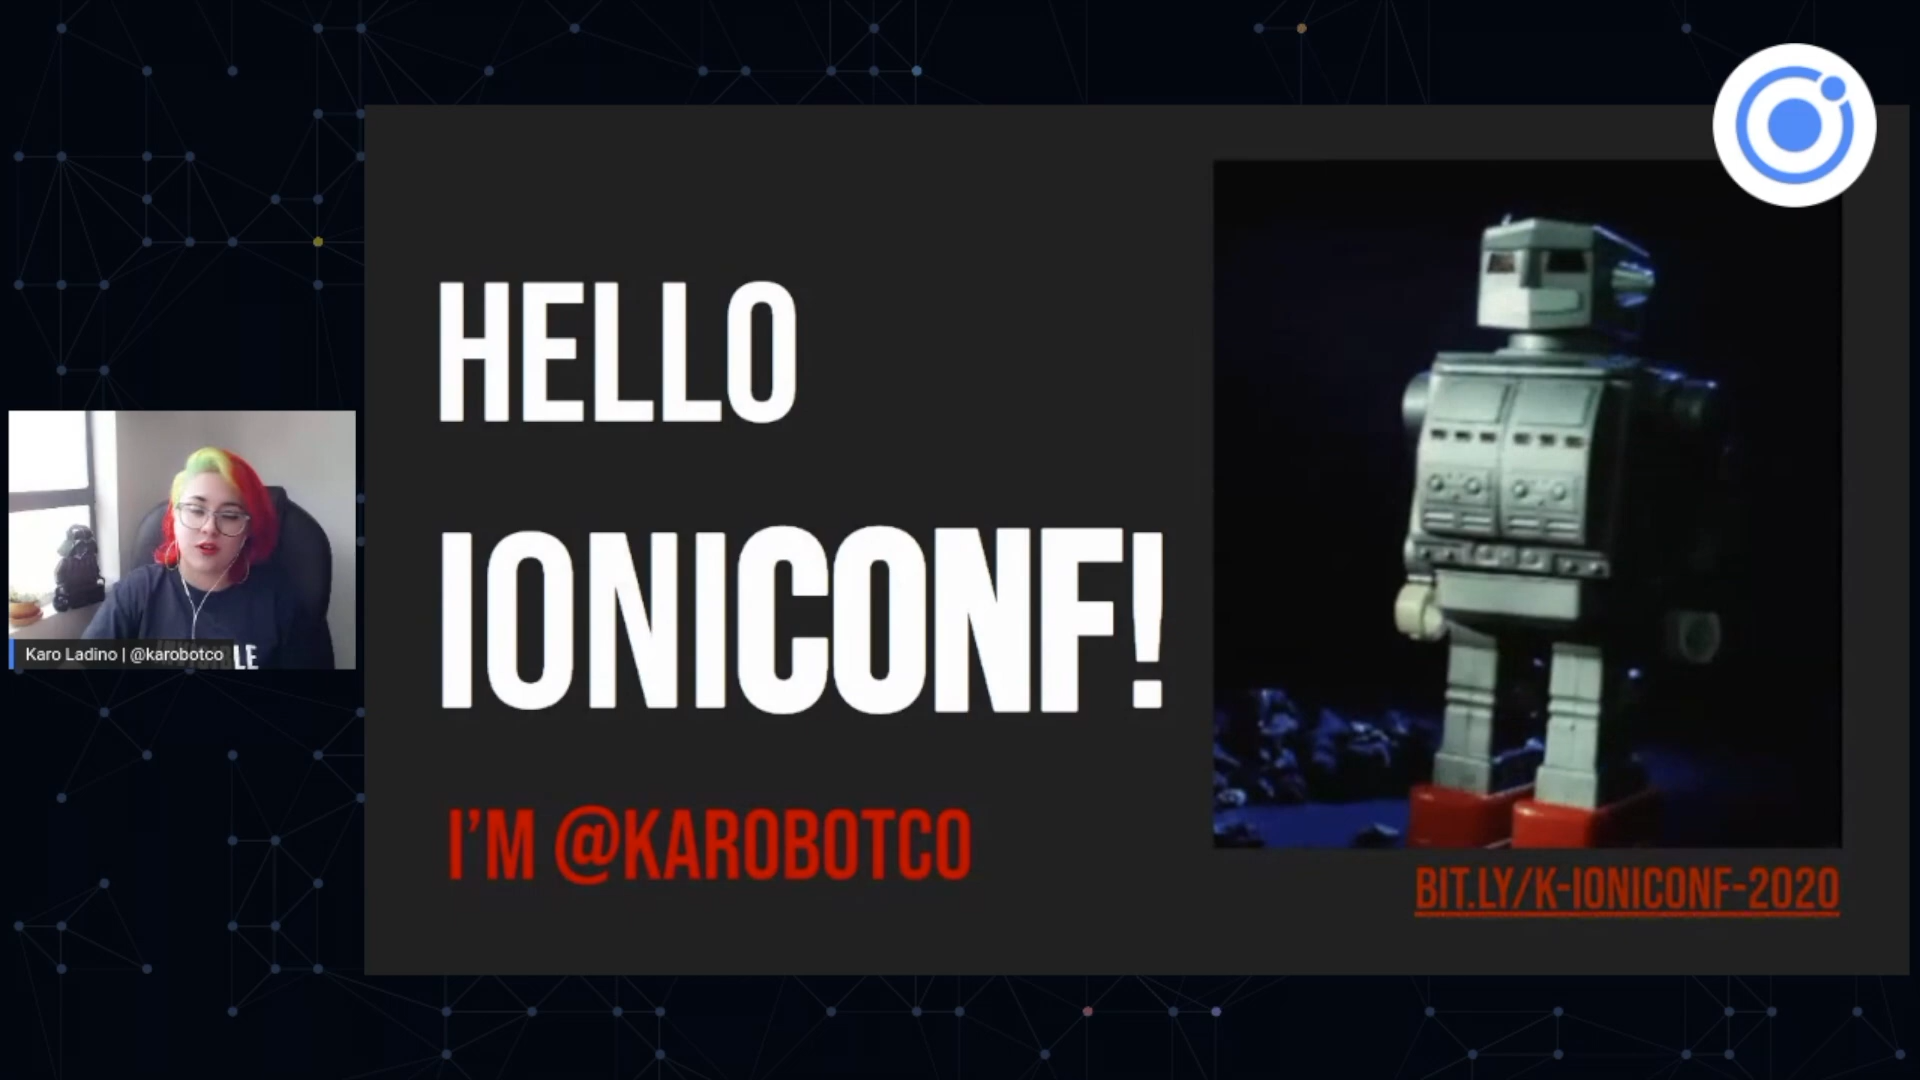 HELLO
IONICONF!
I'M @KAROBOTCO
BIT.LY/K-IONICONF-2020
Karo Ladino | @karobotco